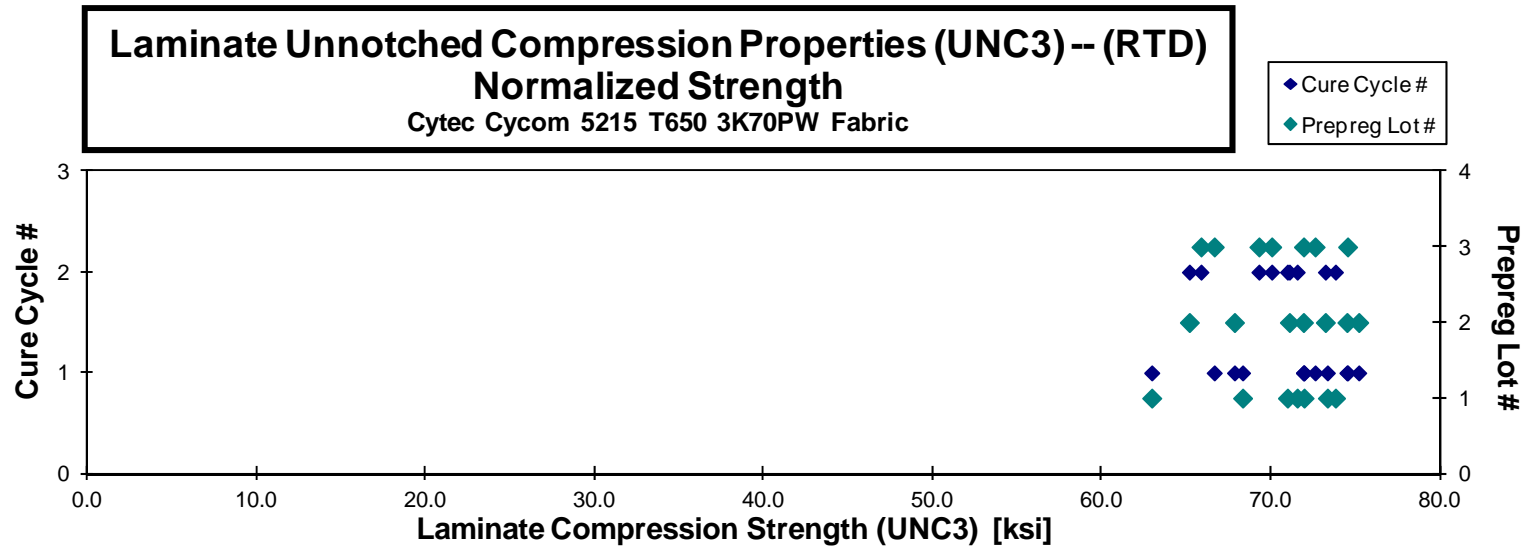 Laminate Unnotched Compression Properties (UNC3) -- (RTD)
Normalized Strength
Cytec Cycom 5215 T650 3K70PW Fabric
Cure Cycle #
Prepreg Lot #
3
2
1
0
Cure Cycle #
4
3
2
1
0
Prepreg Lot #
0.0 10.0 20.0 30.0 40.0 50.0 60.0 70.0 80.0
Laminate Compression Strength (UNC3) [ksi]